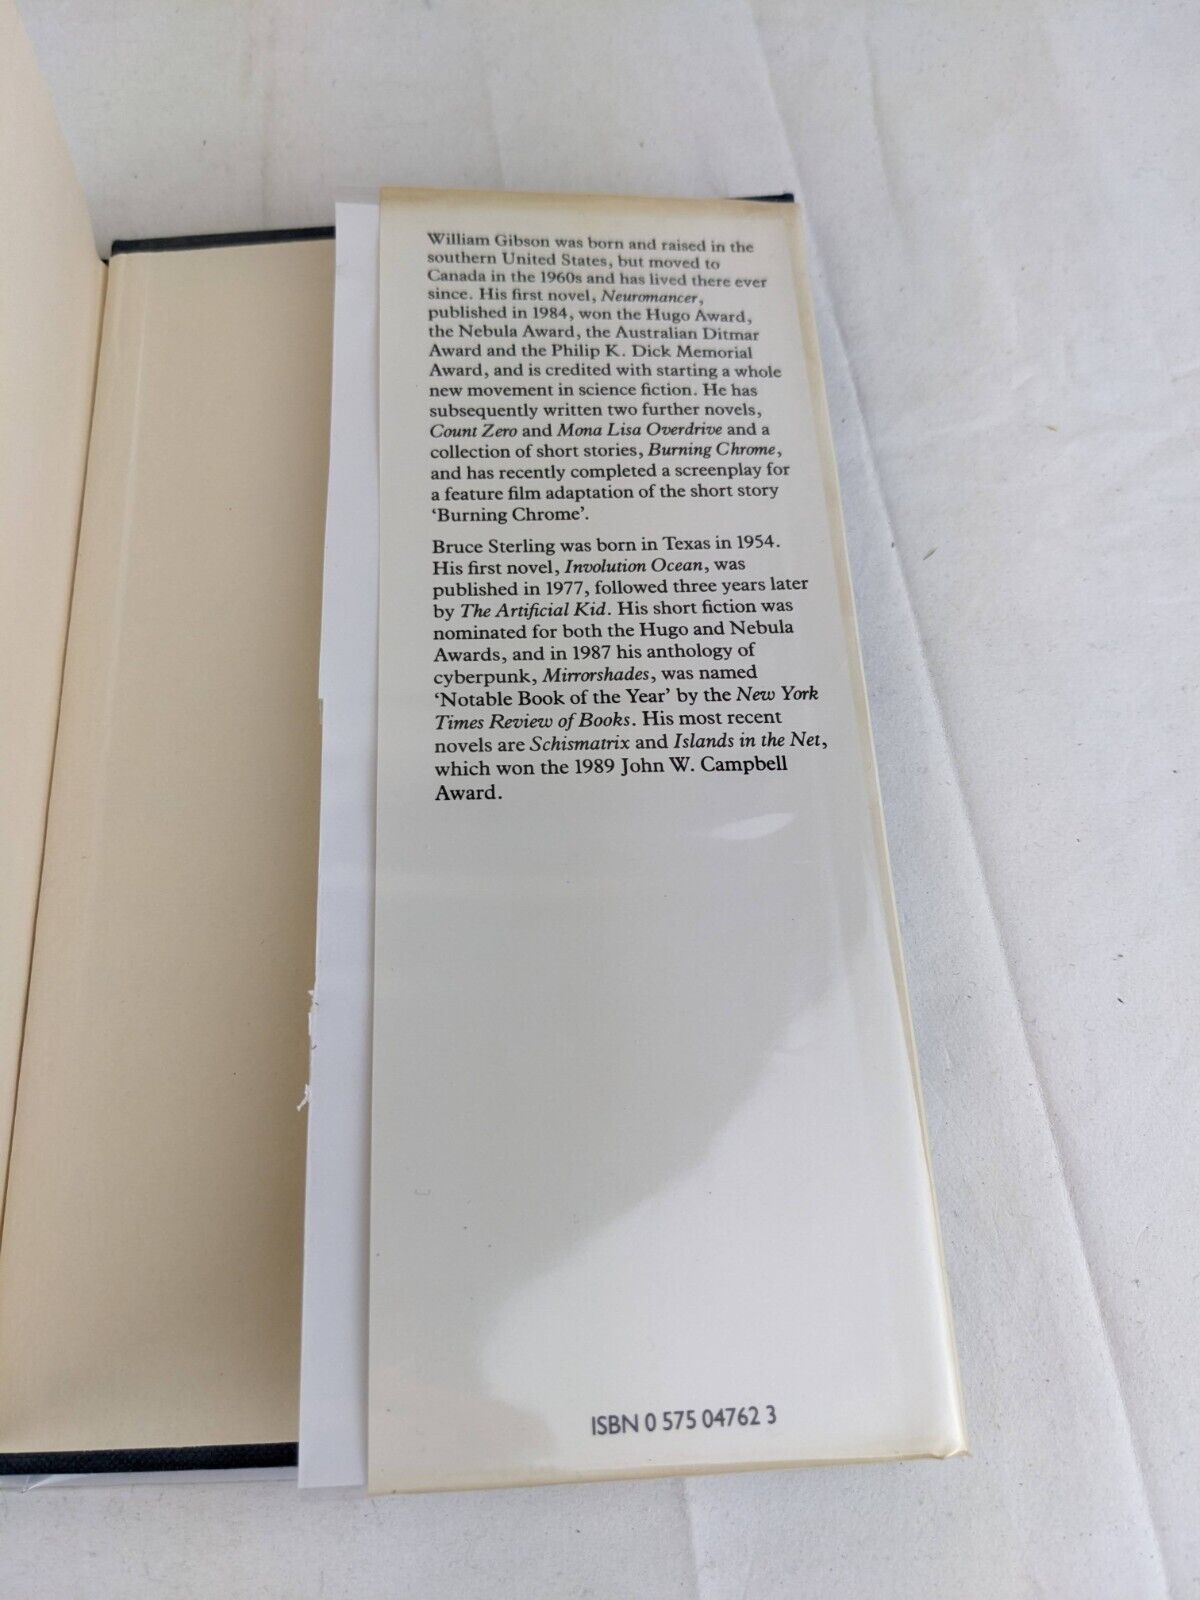 William Gibson was born and raised in the
southern United States, but moved to
Canada in the 1960s and has lived there ever
since. His first novel, Neuromancer,
published in 1984, won the Hugo Award,
the Nebula Award, the Australian Ditmar
Award and the Philip K. Dick Memorial
Award, and is credited with starting a whole
new movement in science fiction. He has
subsequently written two further novels,
Count Zero and Mona Lisa Overdrive and a
collection of short stories, Burning Chrome,
and has recently completed a screenplay for
a feature film adaptation of the short story
‘Burning Chrome’.
Bruce Sterling was born in Texas in 1954.
His first novel, Involution Ocean, was
published in 1977, followed three years later
by The Artificial Kid. His short fiction was
nominated for both the Hugo and Nebula
Awards, and in 1987 his anthology of
cyberpunk, Mirrorshades, was named
‘Notable Book of the Year’ by the New York
Times Review of Books. His most recent
novels are Schismatrix and Islands in the Net,
which won the 1989 John W. Campbell
Award.
ISBN 0 575 04762 3